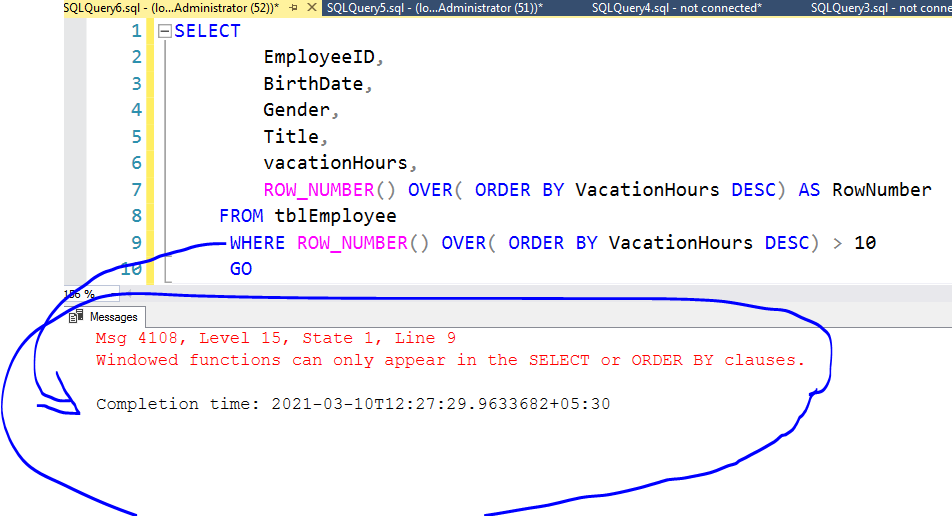 SQLQuery6.sql - (lo...Administrator (52))* SQLQuery5.sql - (lo...Administrator (51))* SQLQuery4.sql - not connected* SQLQuery3.sql - not conne
1 SELECT
2 EmployeeID,
3 BirthDate,
4 Gender,
5 Title,
6 vacationHours,
7 ROW_NUMBER() OVER( ORDER BY VacationHours DESC) AS RowNumber
8 FROM tblEmployee
9 WHERE ROW_NUMBER() OVER( ORDER BY VacationHours DESC) > 10
10 GO
156 %
Messages
Msg 4108, Level 15, State 1, Line 9
Windowed functions can only appear in the SELECT or ORDER BY clauses.
Completion time: 2021-03-10T12:27:29.9633682+05:30